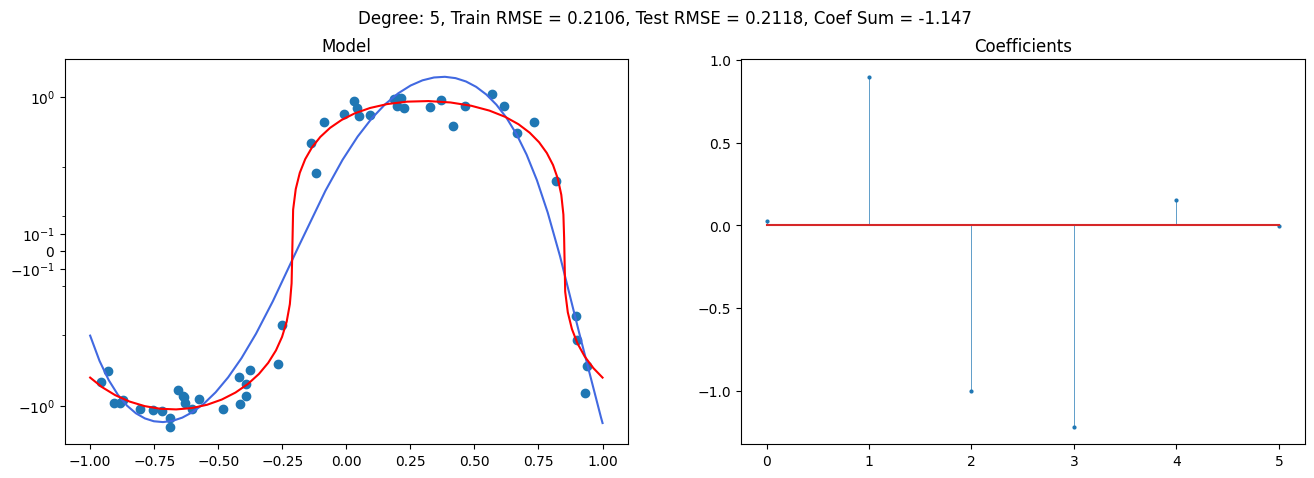 Degree: 5, Train RMSE = 0.2106, Test RMSE = 0.2118, Coef Sum = -1.147
Model
10⁰
10⁻¹
0
−10⁻¹
−10⁰
−1.00 −0.75 −0.50 −0.25 0.00 0.25 0.50 0.75 1.00
Coefficients
1.0
0.5
0.0
−0.5
−1.0
0 1 2 3 4 5